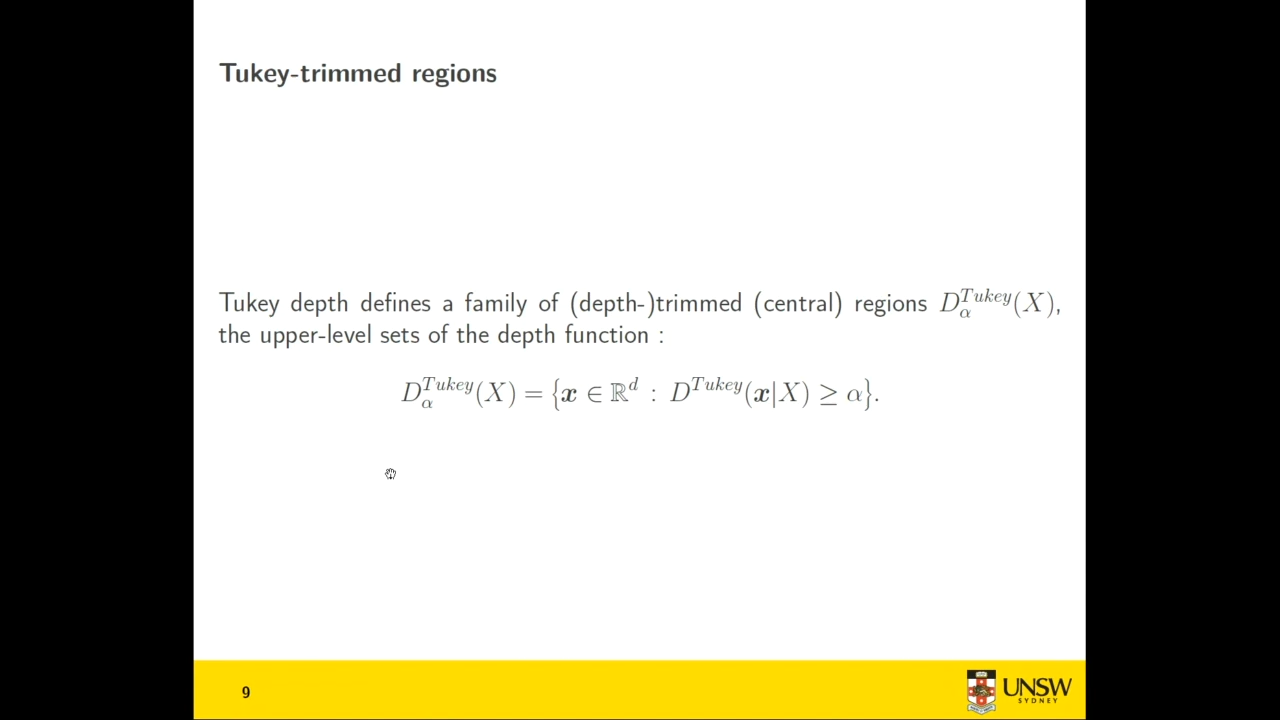 Tukey-trimmed regions
Tukey depth defines a family of (depth-)trimmed (central) regions $D_{\alpha}^{Tukey}(X)$,
the upper-level sets of the depth function :
$D_{\alpha}^{Tukey}(X) = \{\boldsymbol{x} \in \mathbb{R}^d : D^{Tukey}(\boldsymbol{x}|X) \geq \alpha\}.$
9
UNSW
SYDNEY